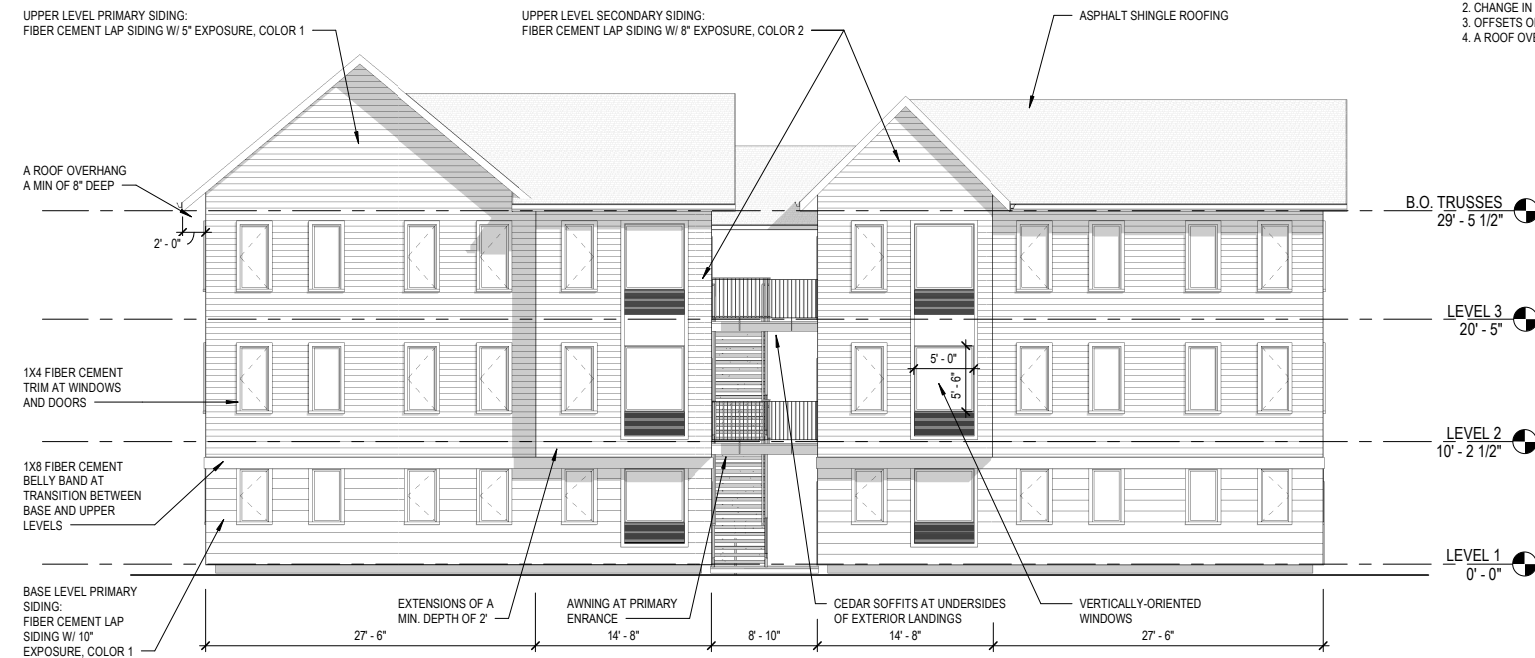 UPPER LEVEL PRIMARY SIDING:
FIBER CEMENT LAP SIDING W/ 5" EXPOSURE, COLOR 1
UPPER LEVEL SECONDARY SIDING:
FIBER CEMENT LAP SIDING W/ 8" EXPOSURE, COLOR 2
ASPHALT SHINGLE ROOFING
2. CHANGE IN
3. OFFSETS
4. A ROOF
A ROOF OVERHANG
A MIN OF 8" DEEP
2' - 0"
B.O. TRUSSES
29' - 5 1/2"
LEVEL 3
20' - 5"
5' - 0"
5' - 6"
1X4 FIBER CEMENT
TRIM AT WINDOWS
AND DOORS
LEVEL 2
10' - 2 1/2"
1X8 FIBER CEMENT
BELLY BAND AT
TRANSITION BETWEEN
BASE AND UPPER
LEVELS
LEVEL 1
0' - 0"
BASE LEVEL PRIMARY
SIDING:
FIBER CEMENT LAP
SIDING W/ 10"
EXPOSURE, COLOR 1
EXTENSIONS OF A
MIN. DEPTH OF 2'
AWNING AT PRIMARY
ENRANCE
CEDAR SOFFITS AT UNDERSIDES
OF EXTERIOR LANDINGS
VERTICALLY-ORIENTED
WINDOWS
27' - 6"
14' - 8"
8' - 10"
14' - 8"
27' - 6"